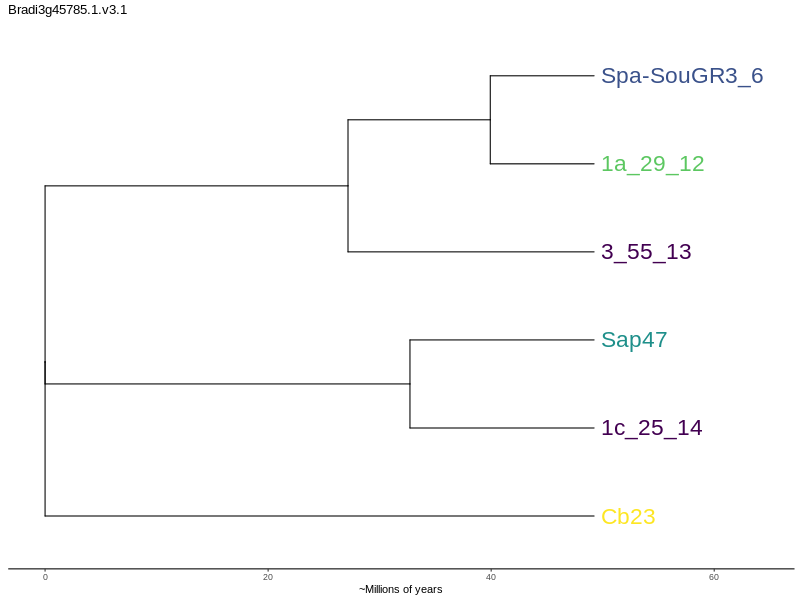 Bradi3g45785.1.v3.1
Spa-SouGR3_6
1a_29_12
3_55_13
Sap47
1c_25_14
Cb23
0 20 40 60
~Millions of years